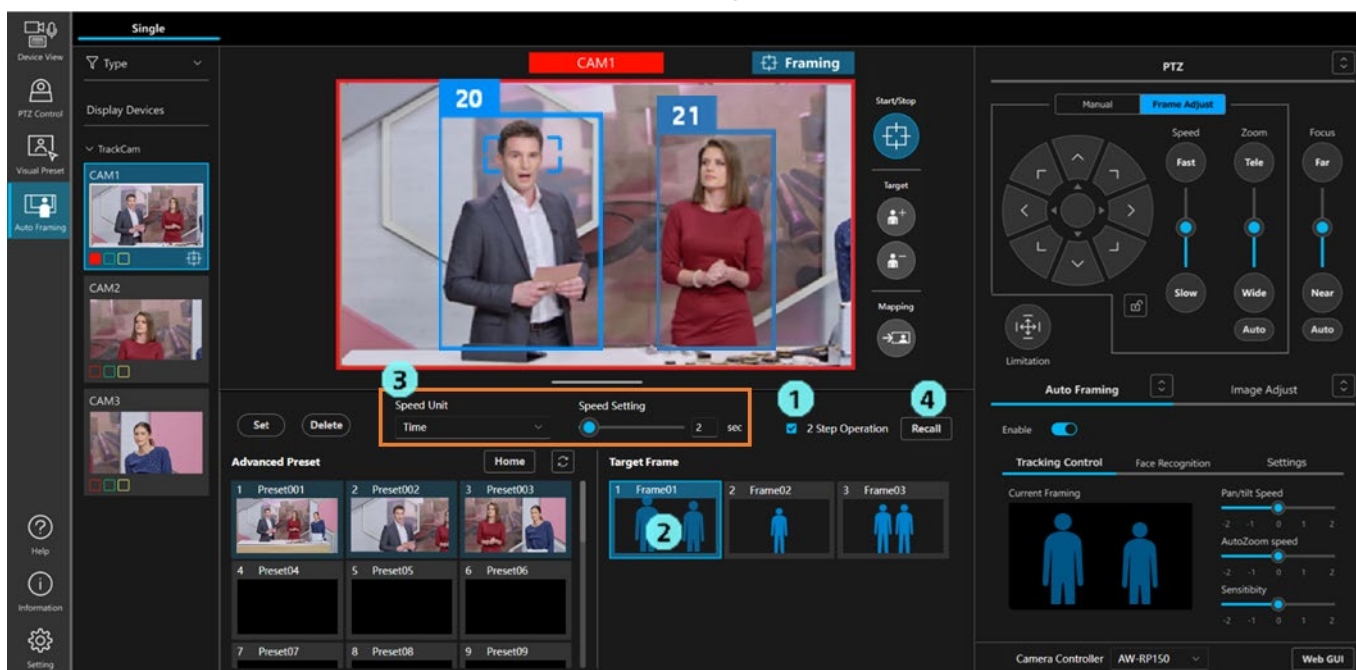 Single
Device View
PTZ Control
Visual Preset
Auto Framing
Help
Information
Setting
Type
Display Devices
TrackCam
CAM1
CAM2
CAM3
CAM1
Framing
20
21
Start/Stop
Target
Mapping
3
Set
Delete
Speed Unit
Time
Speed Setting
2 sec
1
2 Step Operation
4
Recall
Advanced Preset
Home
1 Preset001
2 Preset002
3 Preset003
4 Preset04
5 Preset05
6 Preset06
7 Preset07
8 Preset08
9 Preset09
Target Frame
1 Frame01
2 Frame02
3 Frame03
2
PTZ
Manual
Frame Adjust
Speed
Zoom
Focus
Fast
Tele
Far
Slow
Wide
Near
Auto
Auto
Limitation
Auto Framing
Image Adjust
Enable
Tracking Control
Face Recognition
Settings
Current Framing
Pan/tilt Speed
-2 -1 0 1 2
AutoZoom speed
-2 -1 0 1 2
Sensitibity
-2 -1 0 1 2
Camera Controller
AW-RP150
Web GUI